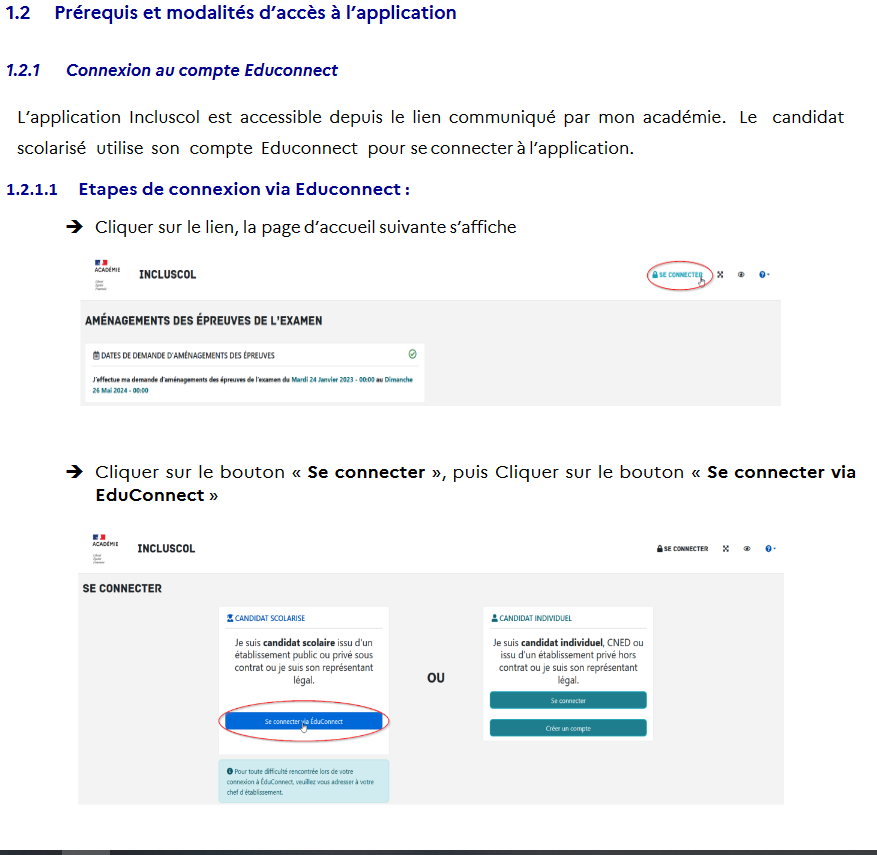 1.2 Prérequis et modalités d’accès à l’application
1.2.1 Connexion au compte Educonnect
L’application Incluscol est accessible depuis le lien communiqué par mon académie. Le candidat
scolarisé utilise son compte Educonnect pour se connecter à l’application.
1.2.1.1 Etapes de connexion via Educonnect :
➔ Cliquer sur le lien, la page d’accueil suivante s’affiche
ACADÉMIE
INCLUSCOL
SE CONNECTER
AMÉNAGEMENTS DES ÉPREUVES DE L'EXAMEN
DATES DE DEMANDE D'AMÉNAGEMENTS DES ÉPREUVES
J'effectue ma demande d'aménagements des épreuves de l'examen du Mardi 24 Janvier 2023 - 00:00 au Dimanche
26 Mai 2024 - 00:00
➔ Cliquer sur le bouton « Se connecter », puis Cliquer sur le bouton « Se connecter via
EduConnect »
ACADÉMIE
INCLUSCOL
SE CONNECTER
SE CONNECTER
CANDIDAT SCOLARISE
Je suis candidat scolaire issu d'un
établissement public ou privé sous
contrat ou je suis son représentant
légal.
Se connecter via ÉduConnect
Pour toute difficulté rencontrée lors de votre
connexion à ÉduConnect, veuillez vous adresser à votre
chef d'établissement.
OU
CANDIDAT INDIVIDUEL
Je suis candidat individuel, CNED ou
issu d'un établissement privé hors
contrat ou je suis son représentant
légal.
Se connecter
Créer un compte